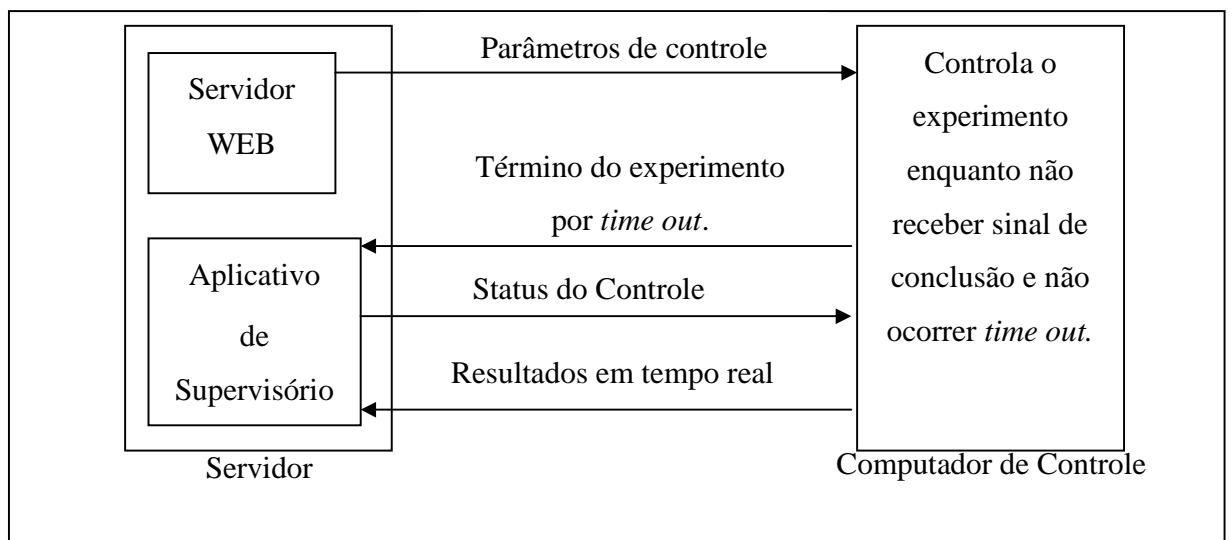 Servidor
WEB
Aplicativo
de
Supervisório
Servidor
Parâmetros de controle
Término do experimento
por time out.
Status do Controle
Resultados em tempo real
Controla o
experimento
enquanto não
receber sinal de
conclusão e não
ocorrer time out.
Computador de Controle